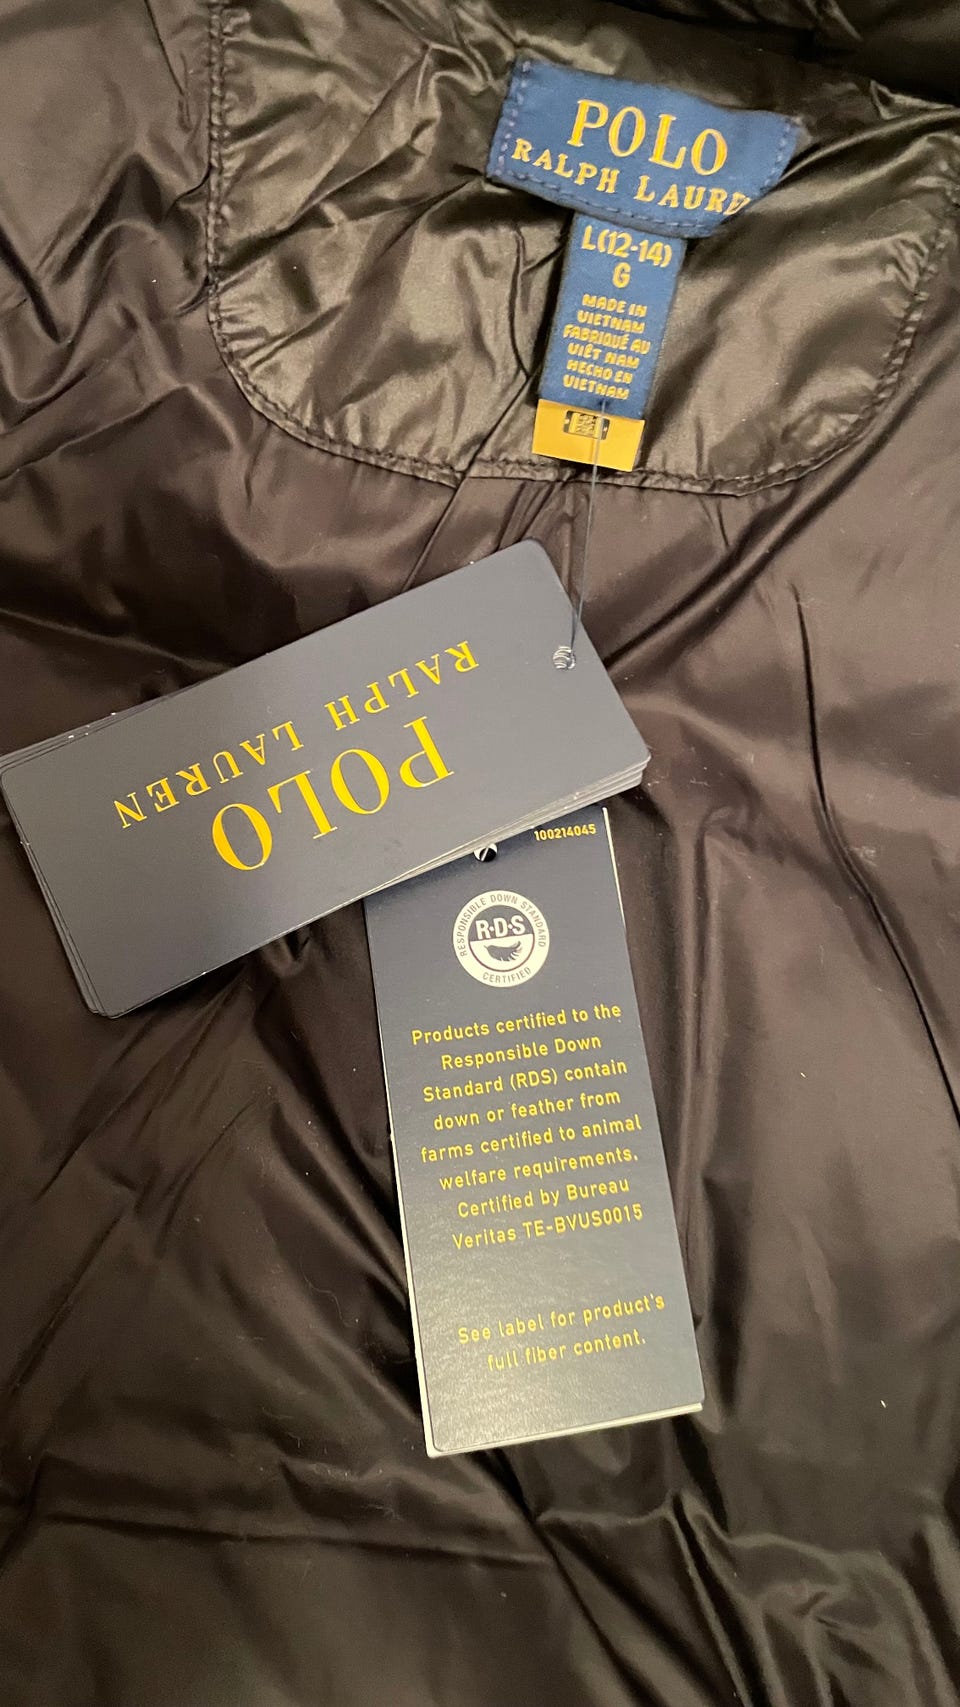 POLO
RALPH LAURE
L(12-14)
G
MADE IN
VIETNAM
FABRIQUÉ AU
VIÊT NAM
HECHO EN
VIETNAM
POLO
RALPH LAUREN
100214045
RESPONSIBLE DOWN STANDARD
R·D·S
CERTIFIED
Products certified to the
Responsible Down
Standard (RDS) contain
down or feather from
farms certified to animal
welfare requirements.
Certified by Bureau
Veritas TE-BVUS0015
See label for product's
full fiber content.